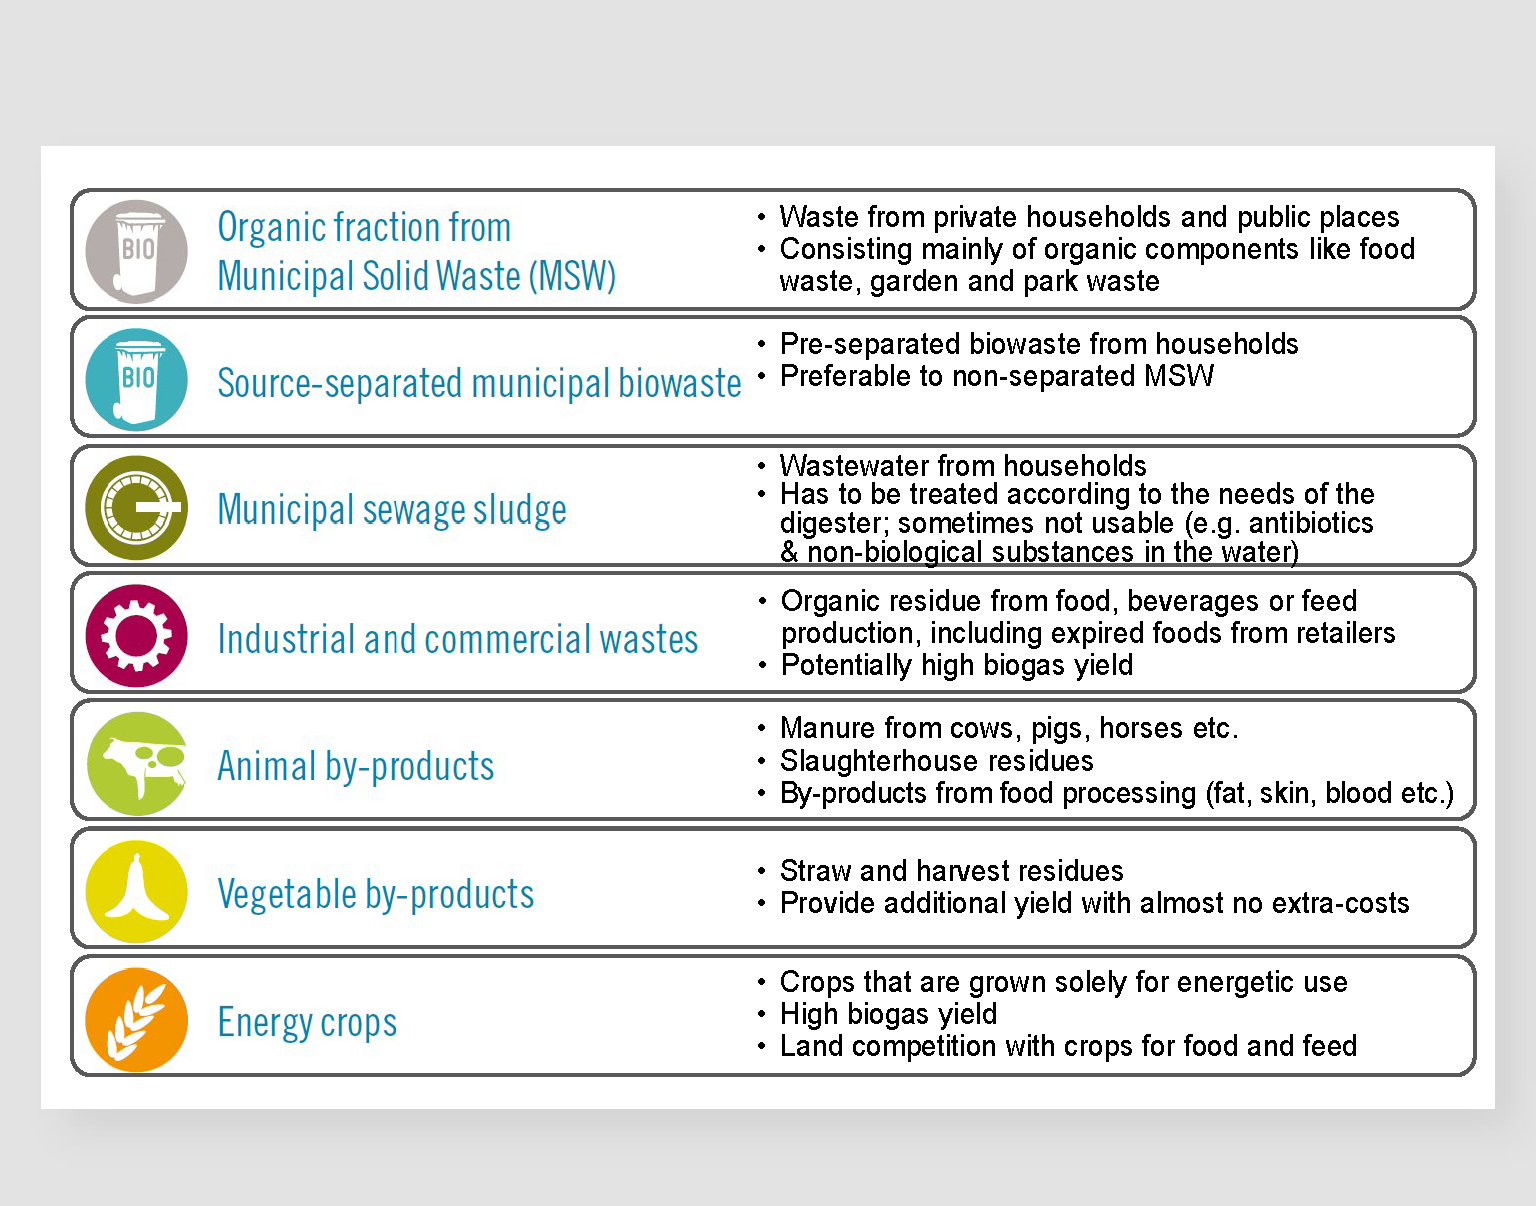 BIO
Organic fraction from
Municipal Solid Waste (MSW)
• Waste from private households and public places
• Consisting mainly of organic components like food
waste, garden and park waste
BIO
Source-separated municipal biowaste
• Pre-separated biowaste from households
• Preferable to non-separated MSW
Municipal sewage sludge
• Wastewater from households
• Has to be treated according to the needs of the
digester; sometimes not usable (e.g. antibiotics
& non-biological substances in the water)
Industrial and commercial wastes
• Organic residue from food, beverages or feed
production, including expired foods from retailers
• Potentially high biogas yield
Animal by-products
• Manure from cows, pigs, horses etc.
• Slaughterhouse residues
• By-products from food processing (fat, skin, blood etc.)
Vegetable by-products
• Straw and harvest residues
• Provide additional yield with almost no extra-costs
Energy crops
• Crops that are grown solely for energetic use
• High biogas yield
• Land competition with crops for food and feed